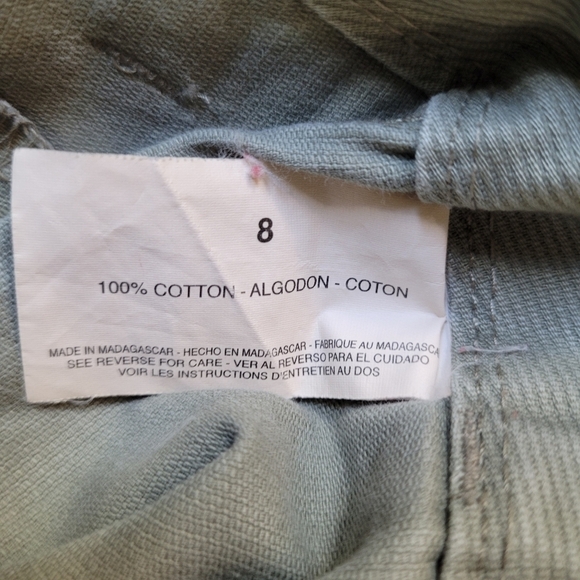 8
100% COTTON - ALGODON - COTON
MADE IN MADAGASCAR - HECHO EN MADAGASCAR - FABRIQUE AU MADAGASCA
SEE REVERSE FOR CARE - VER AL REVERSO PARA EL CUIDADO
VOIR LES INSTRUCTIONS D'ENTRETIEN AU DOS